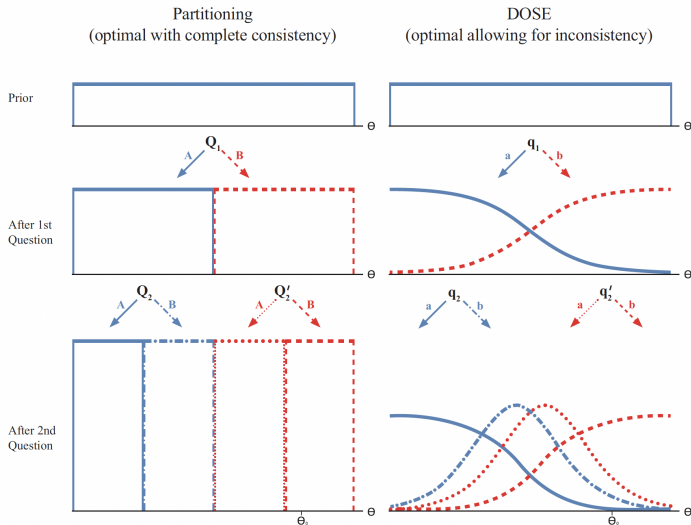 Partitioning
(optimal with complete consistency)
DOSE
(optimal allowing for inconsistency)
Prior
Θ
Θ
Q1
A
B
q1
a
b
After 1st
Question
Θ
Θ
Q2
A
B
Q2′
A
B
q2
a
b
q2′
a
b
After 2nd
Question
Θ
Θ
Θ₀
Θ₀